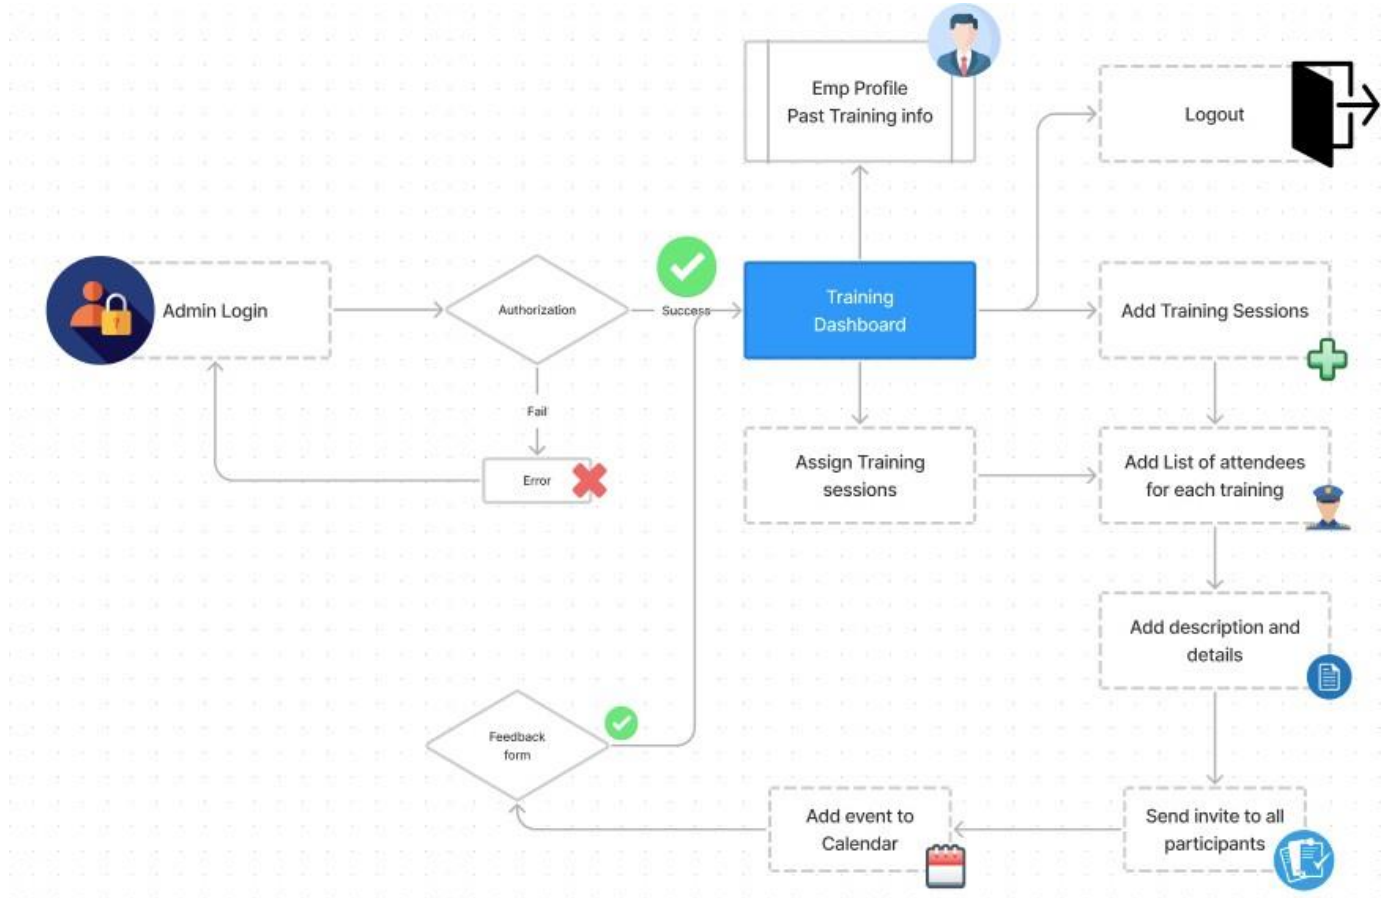 Emp Profile
Past Training info
Logout
Admin Login
Authorization
Success
Training
Dashboard
Add Training Sessions
Fail
Error
Assign Training
sessions
Add List of attendees
for each training
Add description and
details
Feedback
form
Add event to
Calendar
Send invite to all
participants